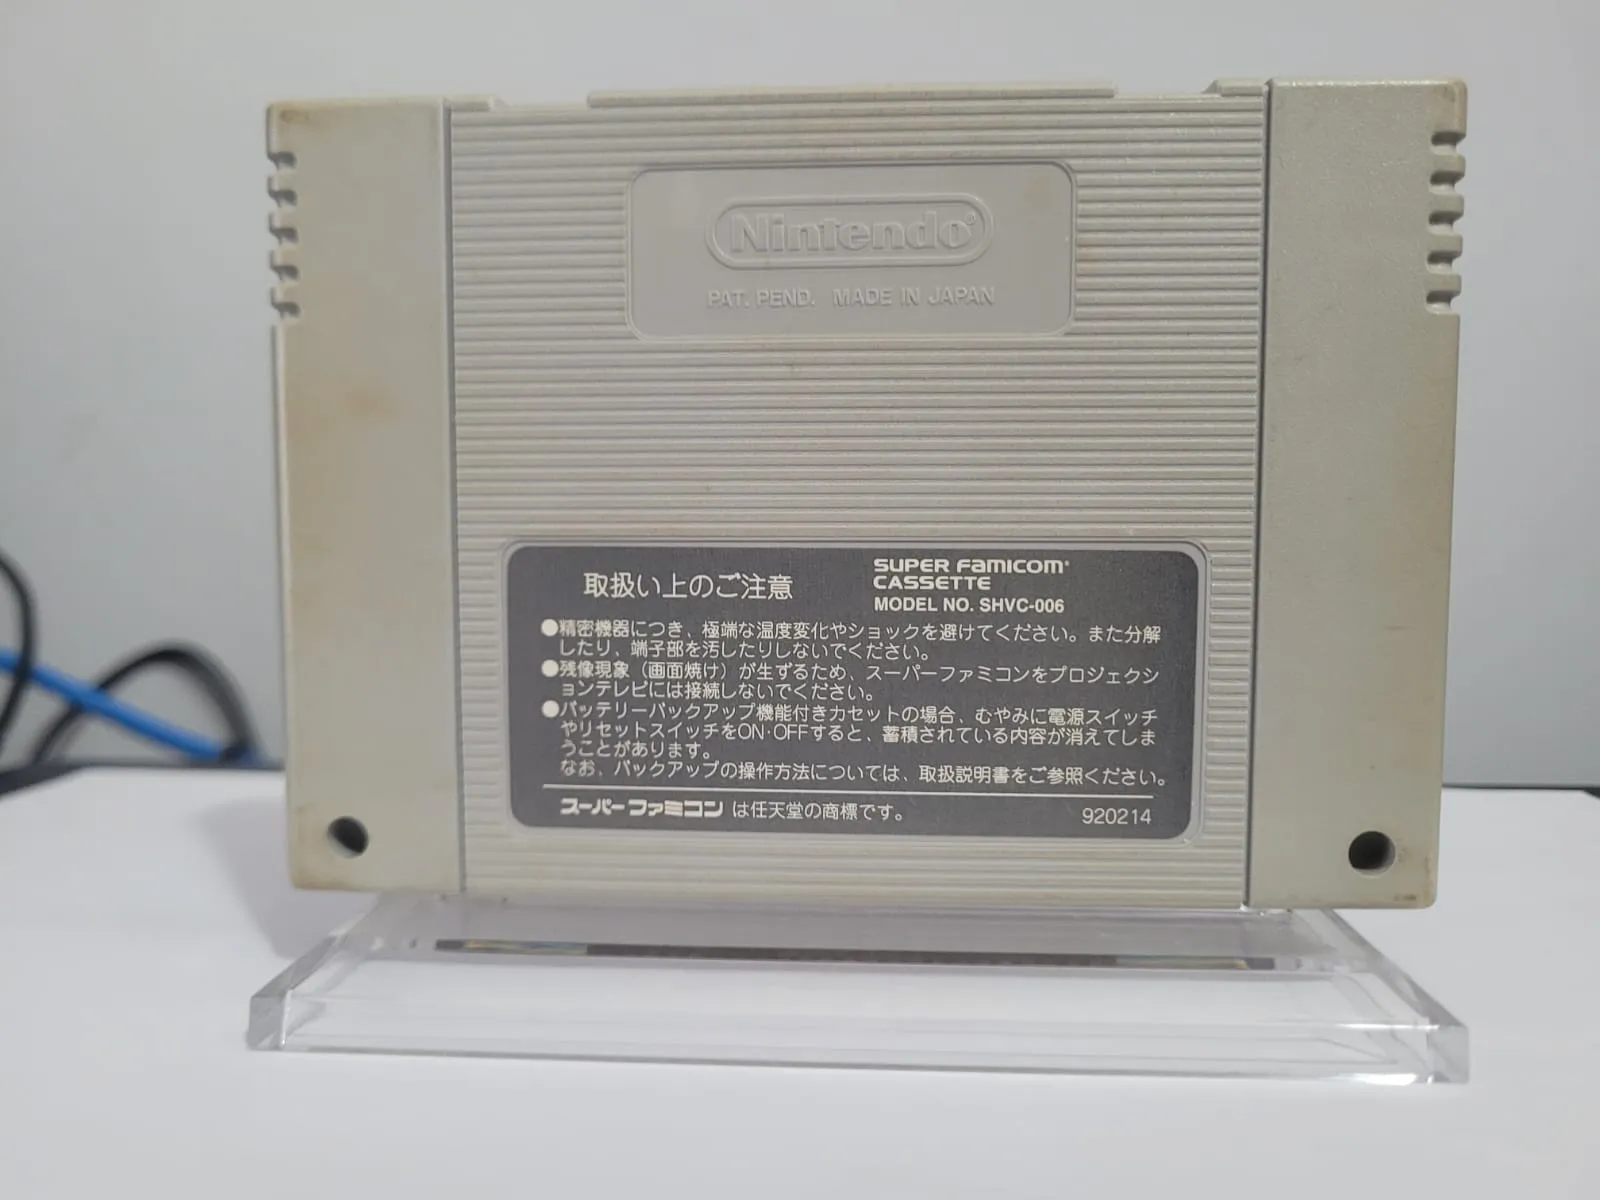 Nintendo®
PAT. PEND. MADE IN JAPAN
取扱い上のご注意
SUPER FAMICOM®
CASSETTE
MODEL NO. SHVC-006
●精密機器につき、極端な温度変化やショックを避けてください。また分解
したり、端子部を汚したりしないでください。
●残像現象（画面焼け）が生ずるため、スーパーファミコンをプロジェクシ
ョンテレビには接続しないでください。
●バッテリーバックアップ機能付きカセットの場合、むやみに電源スイッチ
やリセットスイッチをON·OFFすると、蓄積されている内容が消えてしま
うことがあります。
なお、バックアップの操作方法については、取扱説明書をご参照ください。
スーパーファミコンは任天堂の商標です。
920214